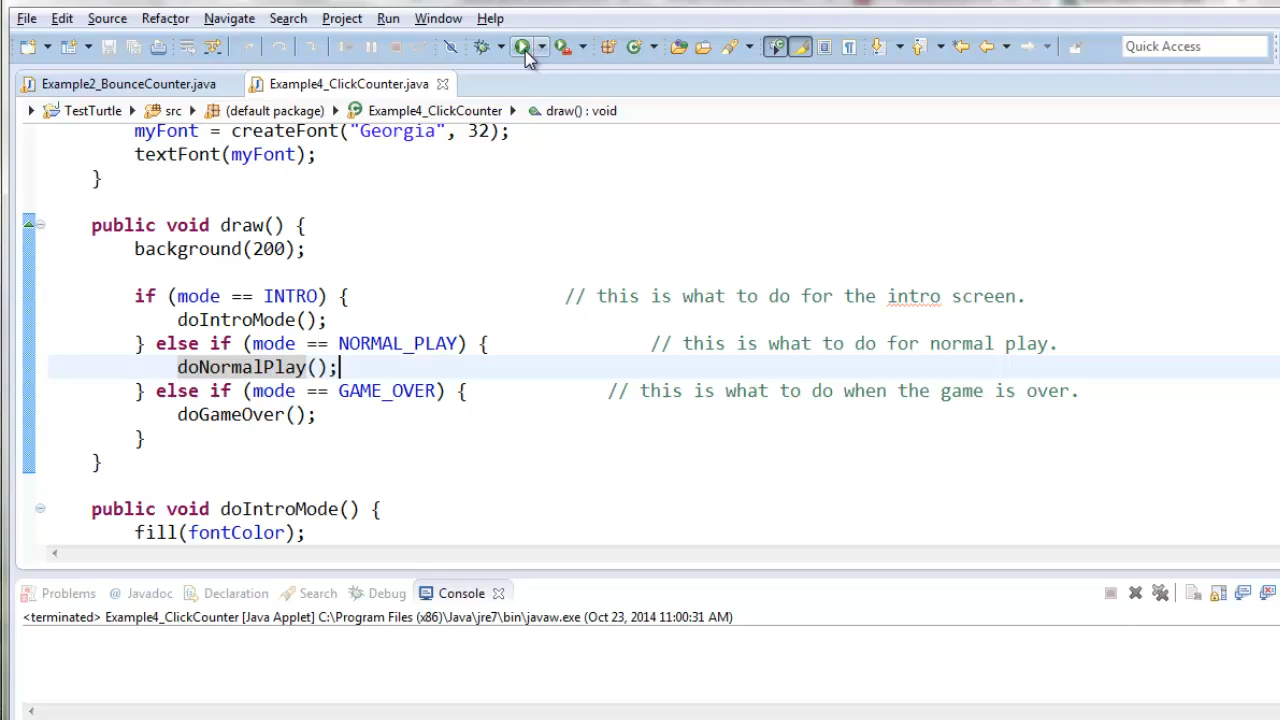 File Edit Source Refactor Navigate Search Project Run Window Help
Quick Access
Example2_BounceCounter.java Example4_ClickCounter.java
TestTurtle src (default package) Example4_ClickCounter draw() : void
myFont = createFont("Georgia", 32);
textFont(myFont);
}
public void draw() {
background(200);
if (mode == INTRO) { // this is what to do for the intro screen.
doIntroMode();
} else if (mode == NORMAL_PLAY) { // this is what to do for normal play.
doNormalPlay();
} else if (mode == GAME_OVER) { // this is what to do when the game is over.
doGameOver();
}
}
public void doIntroMode() {
fill(fontColor);
Problems @ Javadoc Declaration Search Debug Console
<terminated> Example4_ClickCounter [Java Applet] C:\Program Files (x86)\Java\jre7\bin\javaw.exe (Oct 23, 2014 11:00:31 AM)